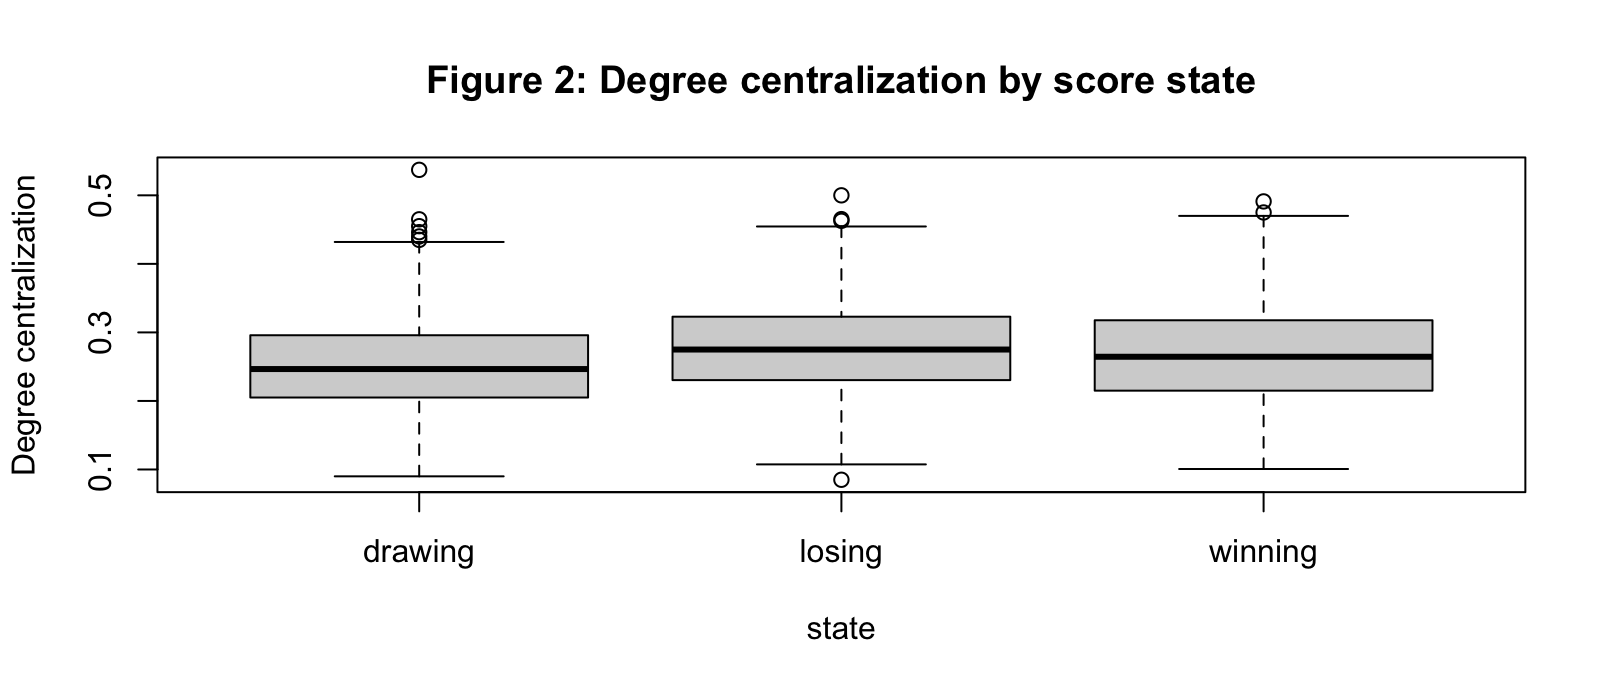 Figure 2: Degree centralization by score state
Degree centralization
0.5
0.3
0.1
drawing losing winning
state